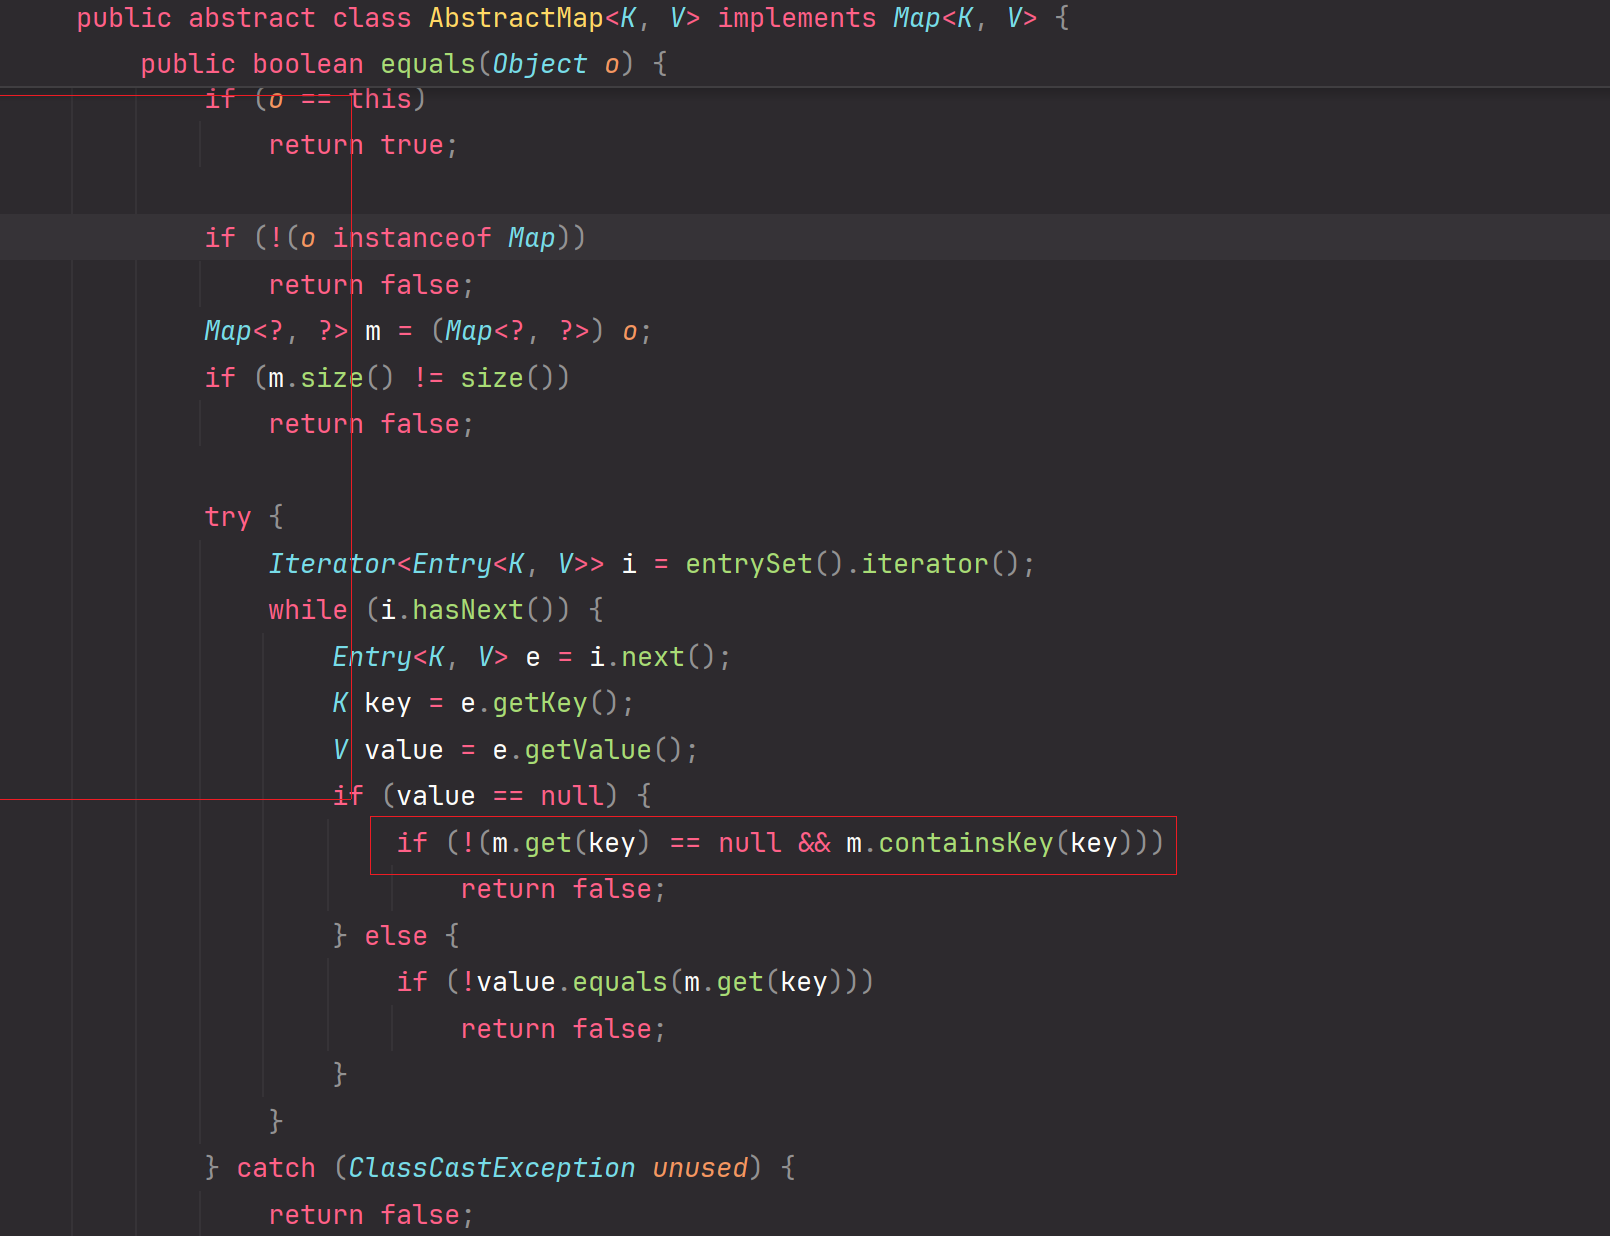 public abstract class AbstractMap<K, V> implements Map<K, V> {
public boolean equals(Object o) {
if (o == this)
return true;
if (!(o instanceof Map))
return false;
Map<?, ?> m = (Map<?, ?>) o;
if (m.size() != size())
return false;
try {
Iterator<Entry<K, V>> i = entrySet().iterator();
while (i.hasNext()) {
Entry<K, V> e = i.next();
K key = e.getKey();
V value = e.getValue();
if (value == null) {
if (!(m.get(key) == null && m.containsKey(key)))
return false;
} else {
if (!value.equals(m.get(key)))
return false;
}
}
} catch (ClassCastException unused) {
return false;